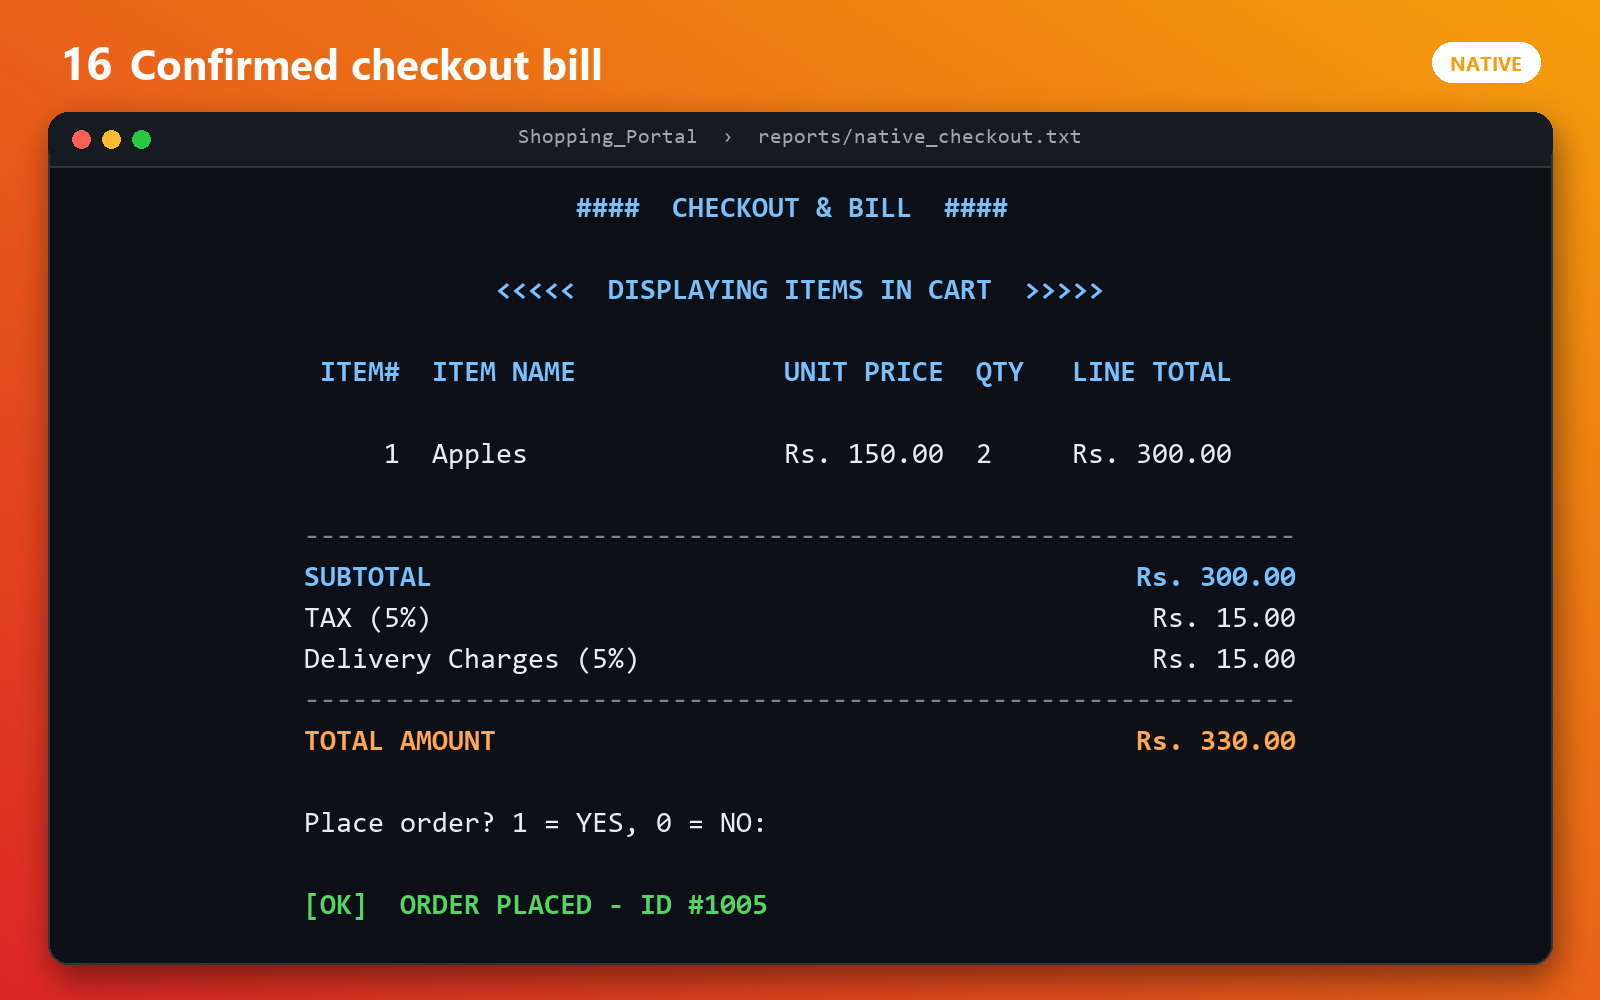 16 Confirmed checkout bill
NATIVE
Shopping_Portal › reports/native_checkout.txt
#### CHECKOUT & BILL ####
<<<<< DISPLAYING ITEMS IN CART >>>>>
ITEM# ITEM NAME UNIT PRICE QTY LINE TOTAL
1 Apples Rs. 150.00 2 Rs. 300.00
--------------------------------------------------------------
SUBTOTAL Rs. 300.00
TAX (5%) Rs. 15.00
Delivery Charges (5%) Rs. 15.00
--------------------------------------------------------------
TOTAL AMOUNT Rs. 330.00
Place order? 1 = YES, 0 = NO:
[OK] ORDER PLACED - ID #1005